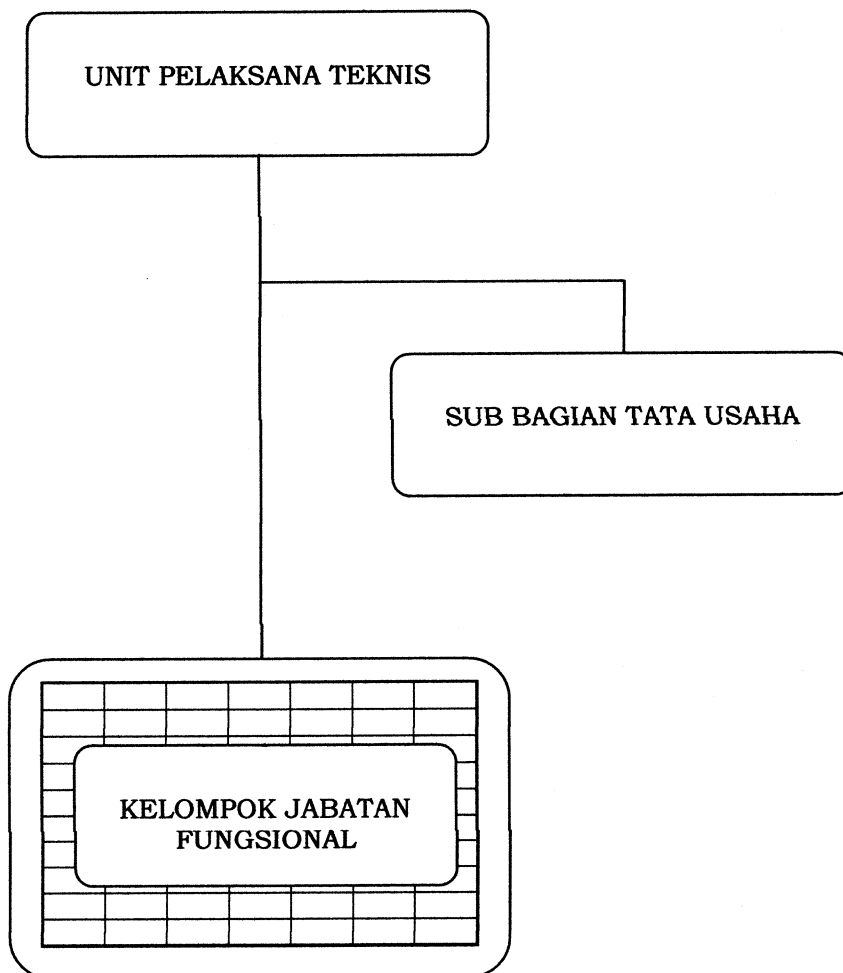 UNIT PELAKSANA TEKNIS
SUB BAGIAN TATA USAHA
KELOMPOK JABATAN
FUNGSIONAL